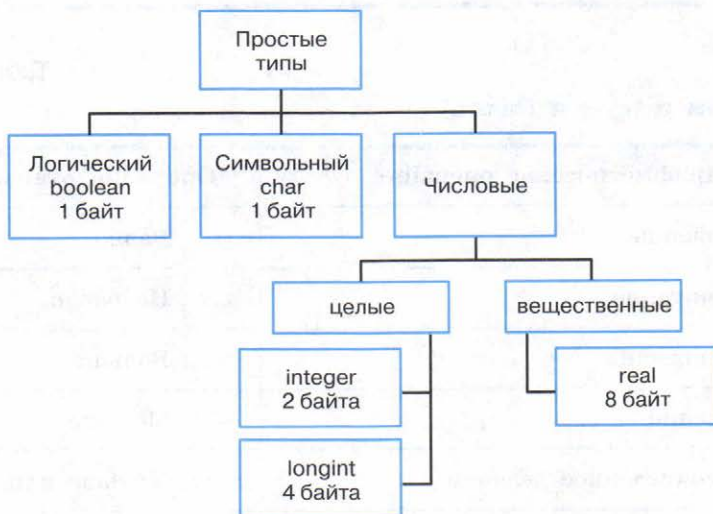 Простые
типы
Логический
boolean
1 байт
Символьный
char
1 байт
Числовые
целые
вещественные
integer
2 байта
real
8 байт
longint
4 байта